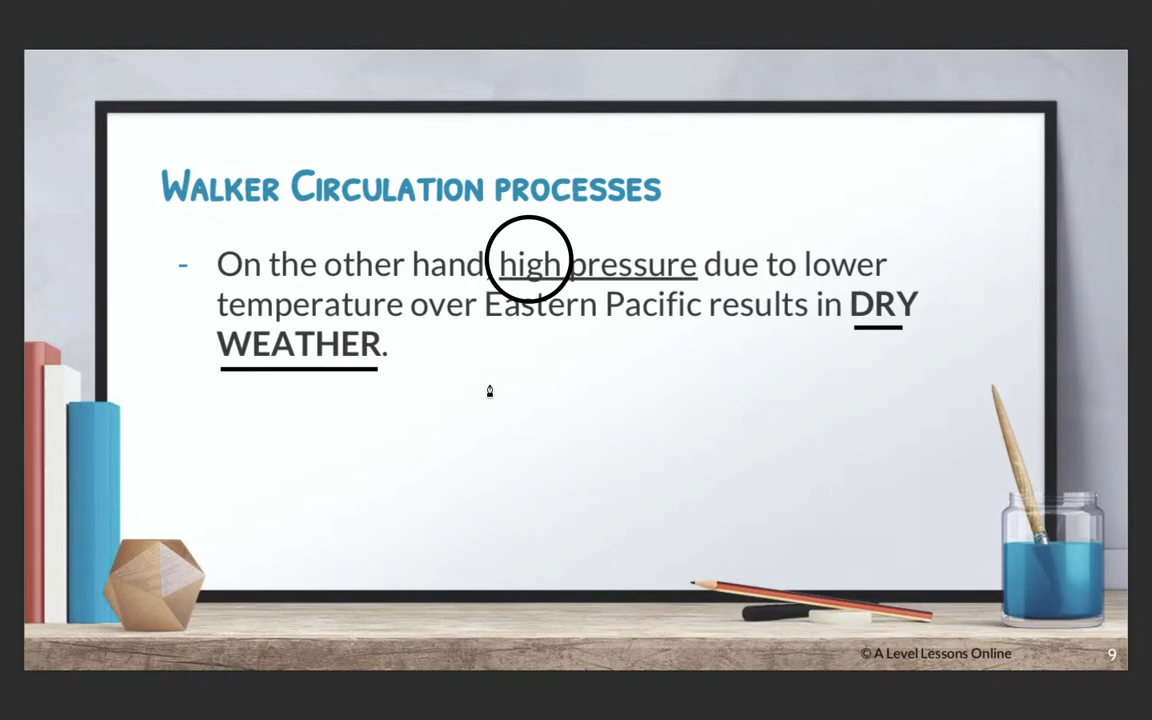 WALKER CIRCULATION PROCESSES
- On the other hand, high pressure due to lower
temperature over Eastern Pacific results in DRY
WEATHER.
© A Level Lessons Online
9